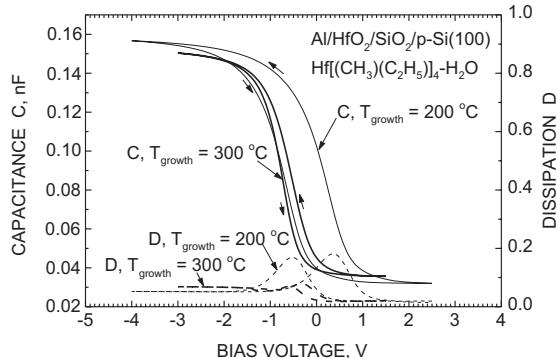 Al/HfO2/SiO2/p-Si(100)
Hf[(CH3)(C2H5)]4-H2O
C, Tgrowth = 200 °C
C, Tgrowth = 300 °C
D, Tgrowth = 200 °C
D, Tgrowth = 300 °C
CAPACITANCE C, nF
0.16
0.14
0.12
0.10
0.08
0.06
0.04
0.02
DISSIPATION D
1.0
0.8
0.6
0.4
0.2
0.0
-5 -4 -3 -2 -1 0 1 2 3 4
BIAS VOLTAGE, V